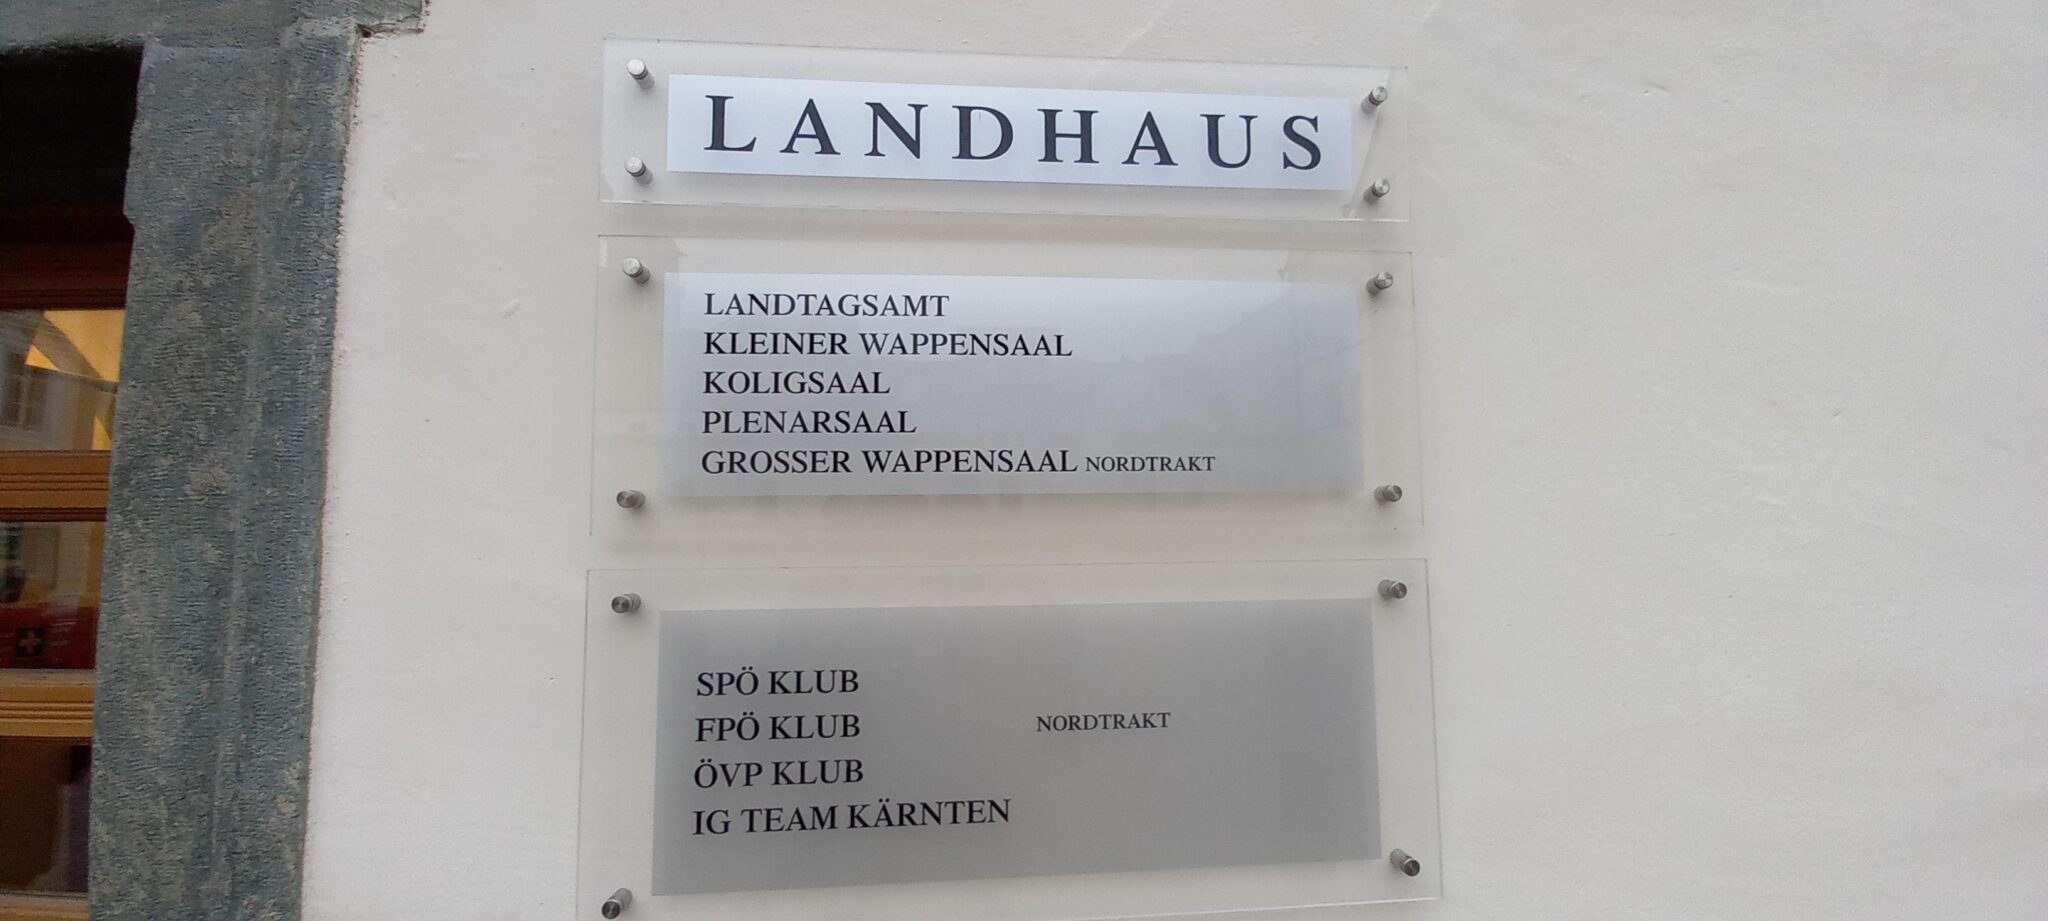 LANDHAUS
LANDTAGSAMT
KLEINER WAPPENSAAL
KOLIGSAAL
PLENARSAAL
GROSSER WAPPENSAAL NORDTRAKT
SPÖ KLUB
FPÖ KLUB NORDTRAKT
ÖVP KLUB
IG TEAM KÄRNTEN